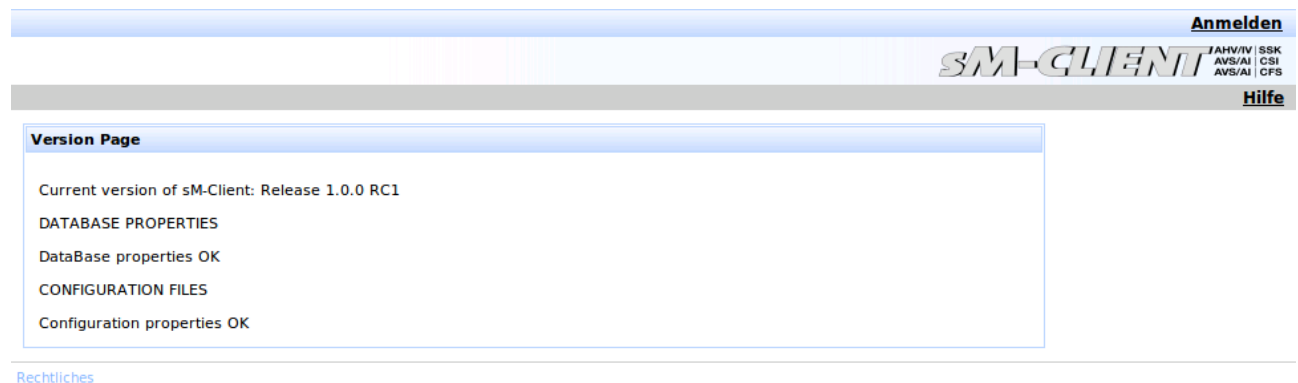 Anmelden
sM-CLIENT AHV/IV | SSK
AVS/AI | CSI
AVS/AI | CFS
Hilfe
Version Page
Current version of sM-Client: Release 1.0.0 RC1
DATABASE PROPERTIES
DataBase properties OK
CONFIGURATION FILES
Configuration properties OK
Rechtliches